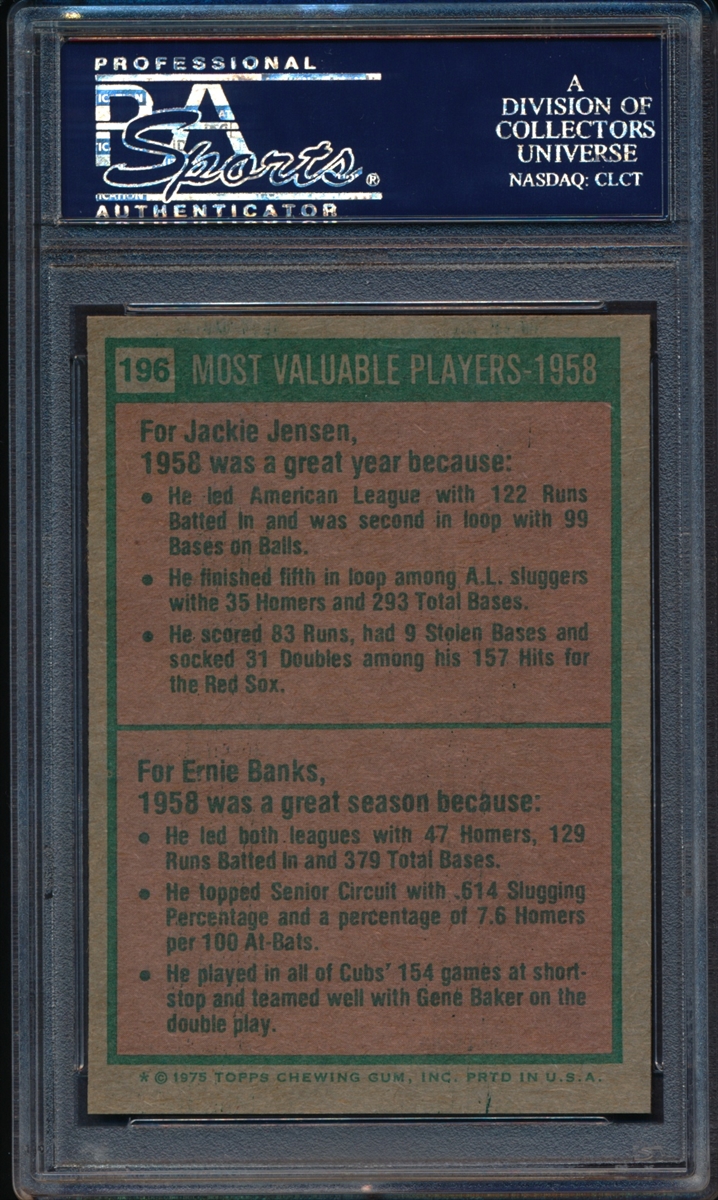 PROFESSIONAL
PSA
Sports®
AUTHENTICATOR
A
DIVISION OF
COLLECTORS
UNIVERSE
NASDAQ: CLCT
196 MOST VALUABLE PLAYERS-1958
For Jackie Jensen,
1958 was a great year because:
• He led American League with 122 Runs
Batted In and was second in loop with 99
Bases on Balls.
• He finished fifth in loop among A.L. sluggers
withe 35 Homers and 293 Total Bases.
• He scored 83 Runs, had 9 Stolen Bases and
socked 31 Doubles among his 157 Hits for
the Red Sox.
For Ernie Banks,
1958 was a great season because:
• He led both leagues with 47 Homers, 129
Runs Batted In and 379 Total Bases.
• He topped Senior Circuit with .614 Slugging
Percentage and a percentage of 7.6 Homers
per 100 At-Bats.
• He played in all of Cubs' 154 games at short-
stop and teamed well with Gene Baker on the
double play.
* © 1975 TOPPS CHEWING GUM, INC. PRTD IN U.S.A.